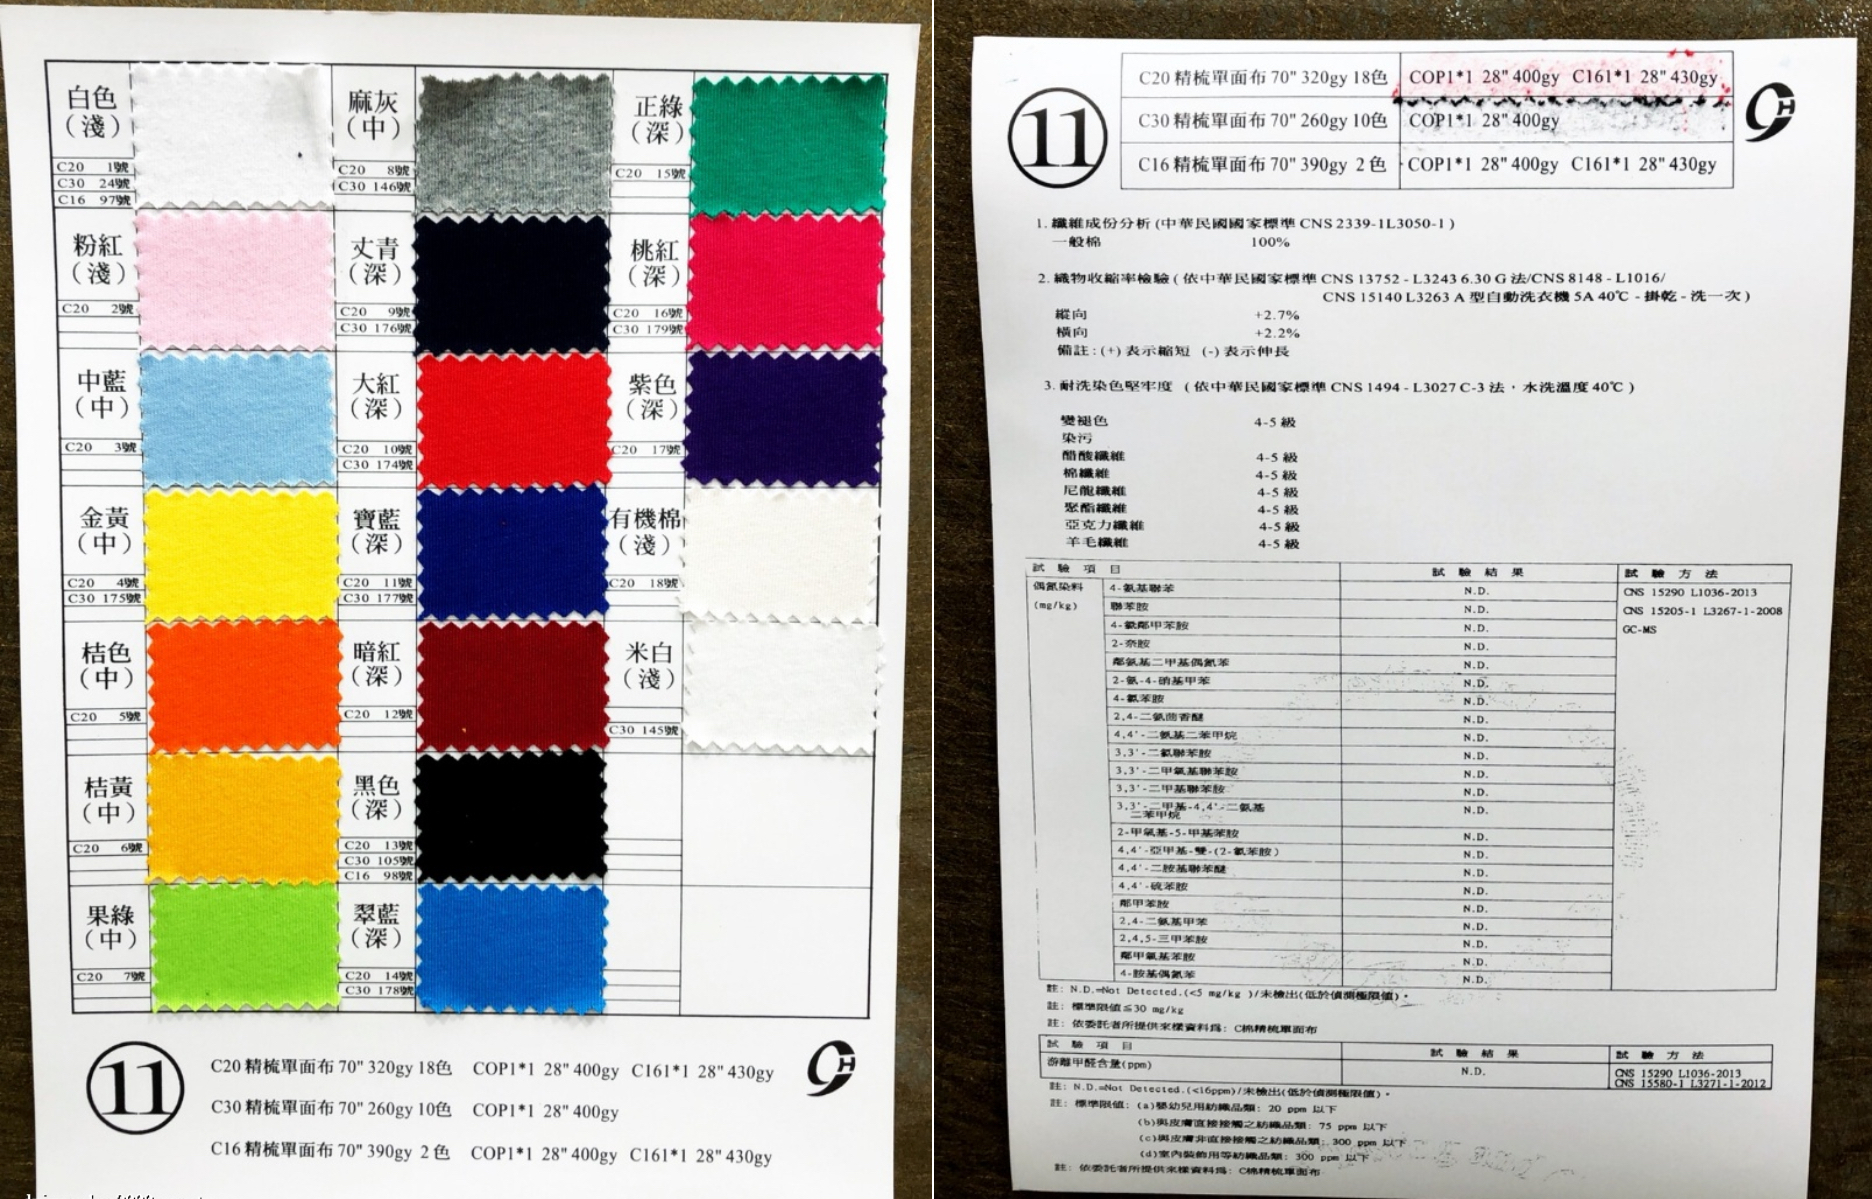 白色
(淺)
C20 1號
C30 24號
C16 97號
粉紅
(淺)
C20 2號
中藍
(中)
C20 3號
金黃
(中)
C20 4號
C30 175號
桔色
(中)
C20 5號
桔黃
(中)
C20 6號
果綠
(中)
C20 7號
麻灰
(中)
C20 8號
C30 146號
丈青
(深)
C20 9號
C30 176號
大紅
(深)
C20 10號
C30 174號
寶藍
(深)
C20 11號
C30 177號
暗紅
(深)
C20 12號
黑色
(深)
C20 13號
C30 105號
C16 98號
翠藍
(深)
C20 14號
C30 178號
正綠
(深)
C20 15號
桃紅
(深)
C20 16號
C30 179號
紫色
(深)
C20 17號
有機棉
(淺)
C20 18號
米白
(淺)
C30 145號
11
C20 精梳單面布 70" 320gy 18色 COP1*1 28" 400gy C161*1 28" 430gy
C30 精梳單面布 70" 260gy 10色 COP1*1 28" 400gy
C16 精梳單面布 70" 390gy 2色 COP1*1 28" 400gy C161*1 28" 430gy
11
C20 精梳單面布 70" 320gy 18色 COP1*1 28" 400gy C161*1 28" 430gy
C30 精梳單面布 70" 260gy 10色 COP1*1 28" 400gy
C16 精梳單面布 70" 390gy 2色 COP1*1 28" 400gy C161*1 28" 430gy
1. 纖維成份分析 (中華民國國家標準 CNS 2339-1L3050-1)
一般棉 100%
2. 織物收縮率檢驗 (依中華民國家標準 CNS 13752 - L3243 6.30 G 法/CNS 8148 - L1016/
CNS 15140 L3263 A 型自動洗衣機 5A 40℃ - 掛乾 - 洗一次)
縱向 +2.7%
橫向 +2.2%
備註:(+) 表示縮短 (-) 表示伸長
3. 耐洗染色堅牢度 (依中華民國家標準 CNS 1494 - L3027 C-3 法，水洗溫度 40℃)
變褪色 4-5 級
染污
醋酸纖維 4-5 級
棉纖維 4-5 級
尼龍纖維 4-5 級
聚酯纖維 4-5 級
亞克力纖維 4-5 級
羊毛纖維 4-5 級
試 驗 項 目 試 驗 結 果 試 驗 方 法
偶氮染料
(mg/kg)
4-氨基聯苯 N.D. CNS 15290 L1036-2013
聯苯胺 N.D. CNS 15205-1 L3267-1-2008
4-氯鄰甲苯胺 N.D. GC-MS
2-奈胺 N.D.
鄰氨基二甲基偶氮苯 N.D.
2-氨-4-硝基甲苯 N.D.
4-氯苯胺 N.D.
2,4-二氨茴香醚 N.D.
4,4'-二氨基二苯甲烷 N.D.
3,3'-二氯聯苯胺 N.D.
3,3'-二甲氧基聯苯胺 N.D.
3,3'-二甲基聯苯胺 N.D.
3,3'-二甲基-4,4'-二氨基 N.D.
二苯甲烷
2-甲氧基-5-甲基苯胺 N.D.
4,4'-亞甲基-雙-(2-氯苯胺) N.D.
4,4'-二胺基聯苯醚 N.D.
4,4'-硫苯胺 N.D.
鄰甲苯胺 N.D.
2,4-二氨基甲苯 N.D.
2,4,5-三甲苯胺 N.D.
鄰甲氧基苯胺 N.D.
4-胺基偶氮苯 N.D.
註: N.D.=Not Detected.(<5 mg/kg )/未檢出(低於偵測極限值)。
註: 標準限值≦30 mg/kg
註: 依委託者所提供來樣資料爲: C棉精梳單面布
試 驗 項 目 試 驗 結 果 試 驗 方 法
游離甲醛含量(ppm) N.D. CNS 15290 L1036-2013
CNS 15580-1 L3271-1-2012
註: N.D.=Not Detected.(<16ppm)/未檢出(低於偵測極限值)。
註: 標準限值: (a)嬰幼兒用紡織品類: 20 ppm 以下
(b)與皮膚直接接觸之紡織品類: 75 ppm 以下
(c)與皮膚非直接接觸之紡織品類: 300 ppm 以下
(d)室內裝飾用等紡織品類: 300 ppm 以下
註: 依委託者所提供來樣資料爲: C棉精梳單面布